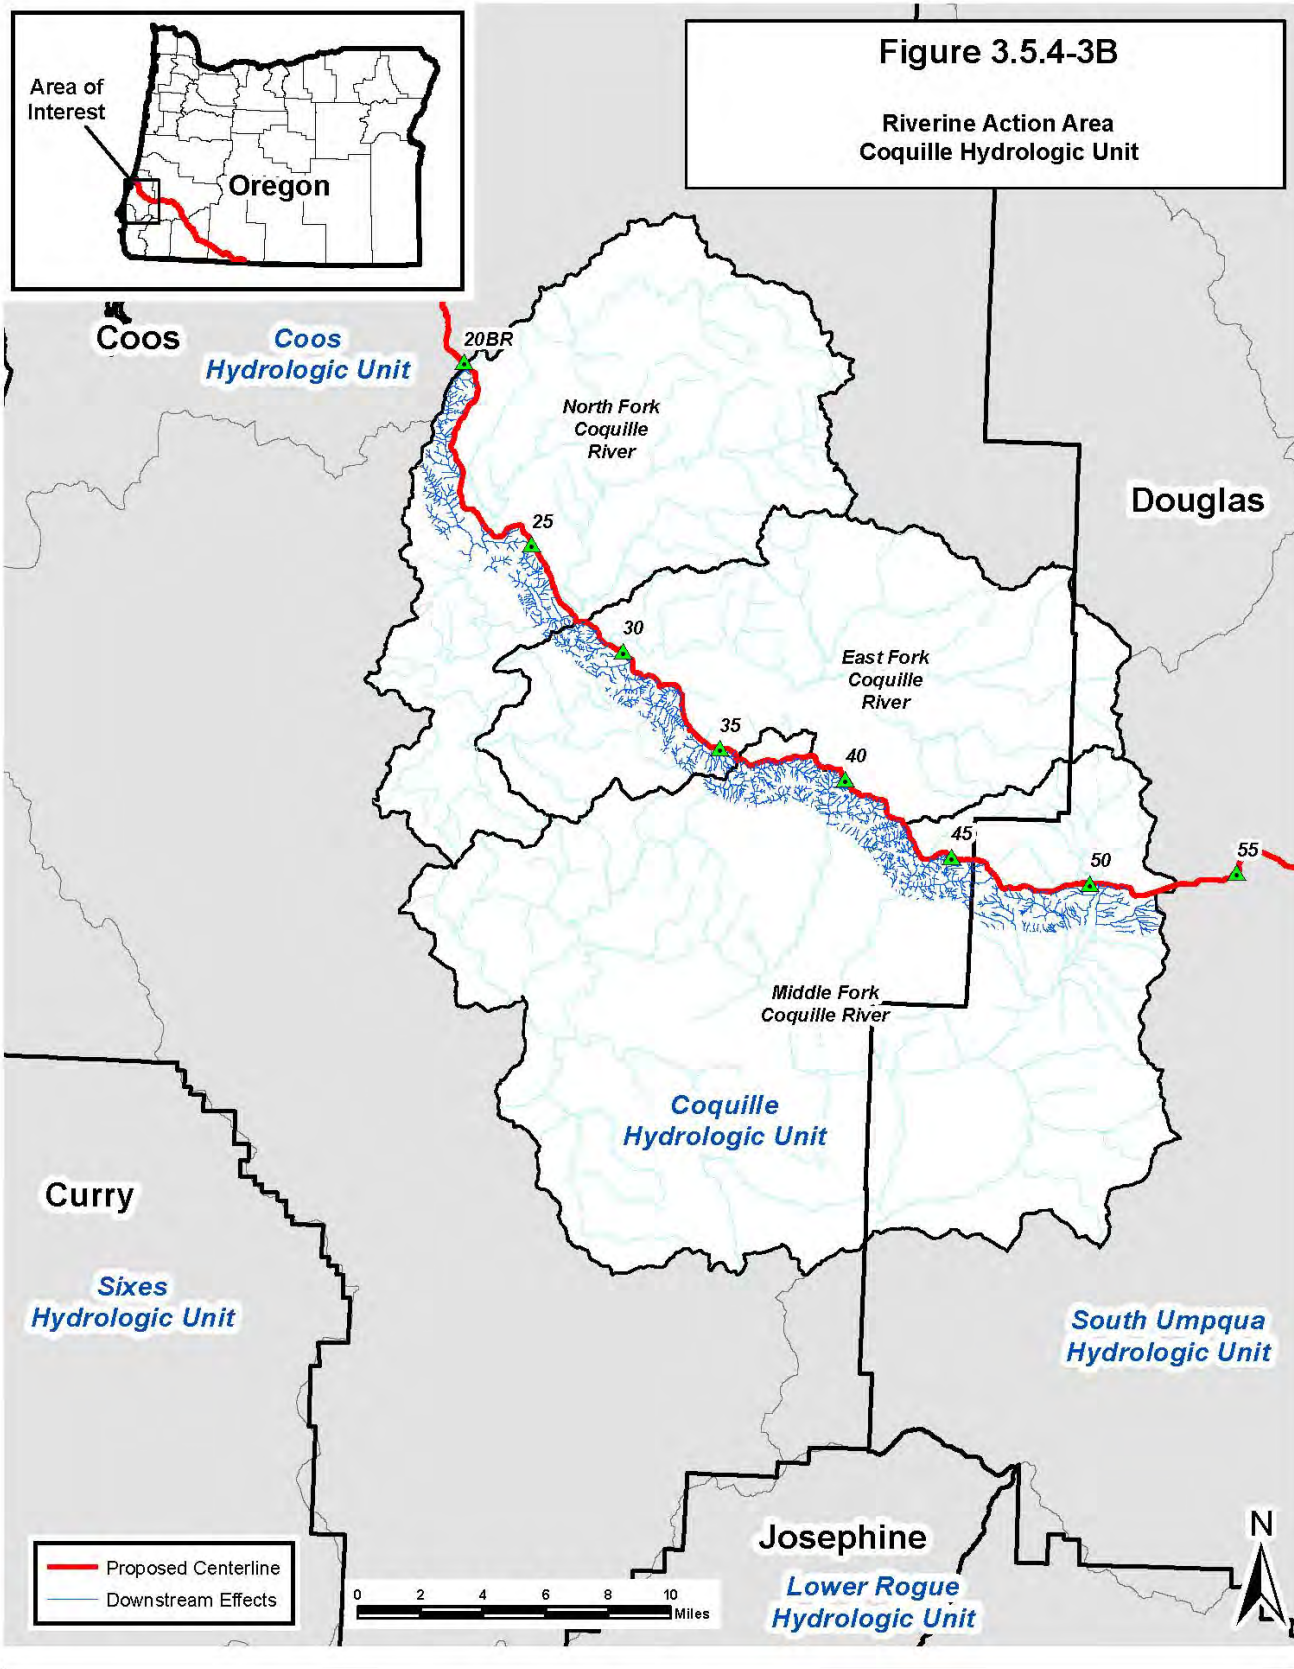 Area of
Interest
Oregon
Figure 3.5.4-3B
Riverine Action Area
Coquille Hydrologic Unit
Coos
Coos
Hydrologic Unit
20BR
North Fork
Coquille
River
Douglas
25
30
East Fork
Coquille
River
35
40
45
50
55
Middle Fork
Coquille River
Coquille
Hydrologic Unit
Curry
Sixes
Hydrologic Unit
South Umpqua
Hydrologic Unit
Josephine
Lower Rogue
Hydrologic Unit
N
Proposed Centerline
Downstream Effects
0 2 4 6 8 10
Miles